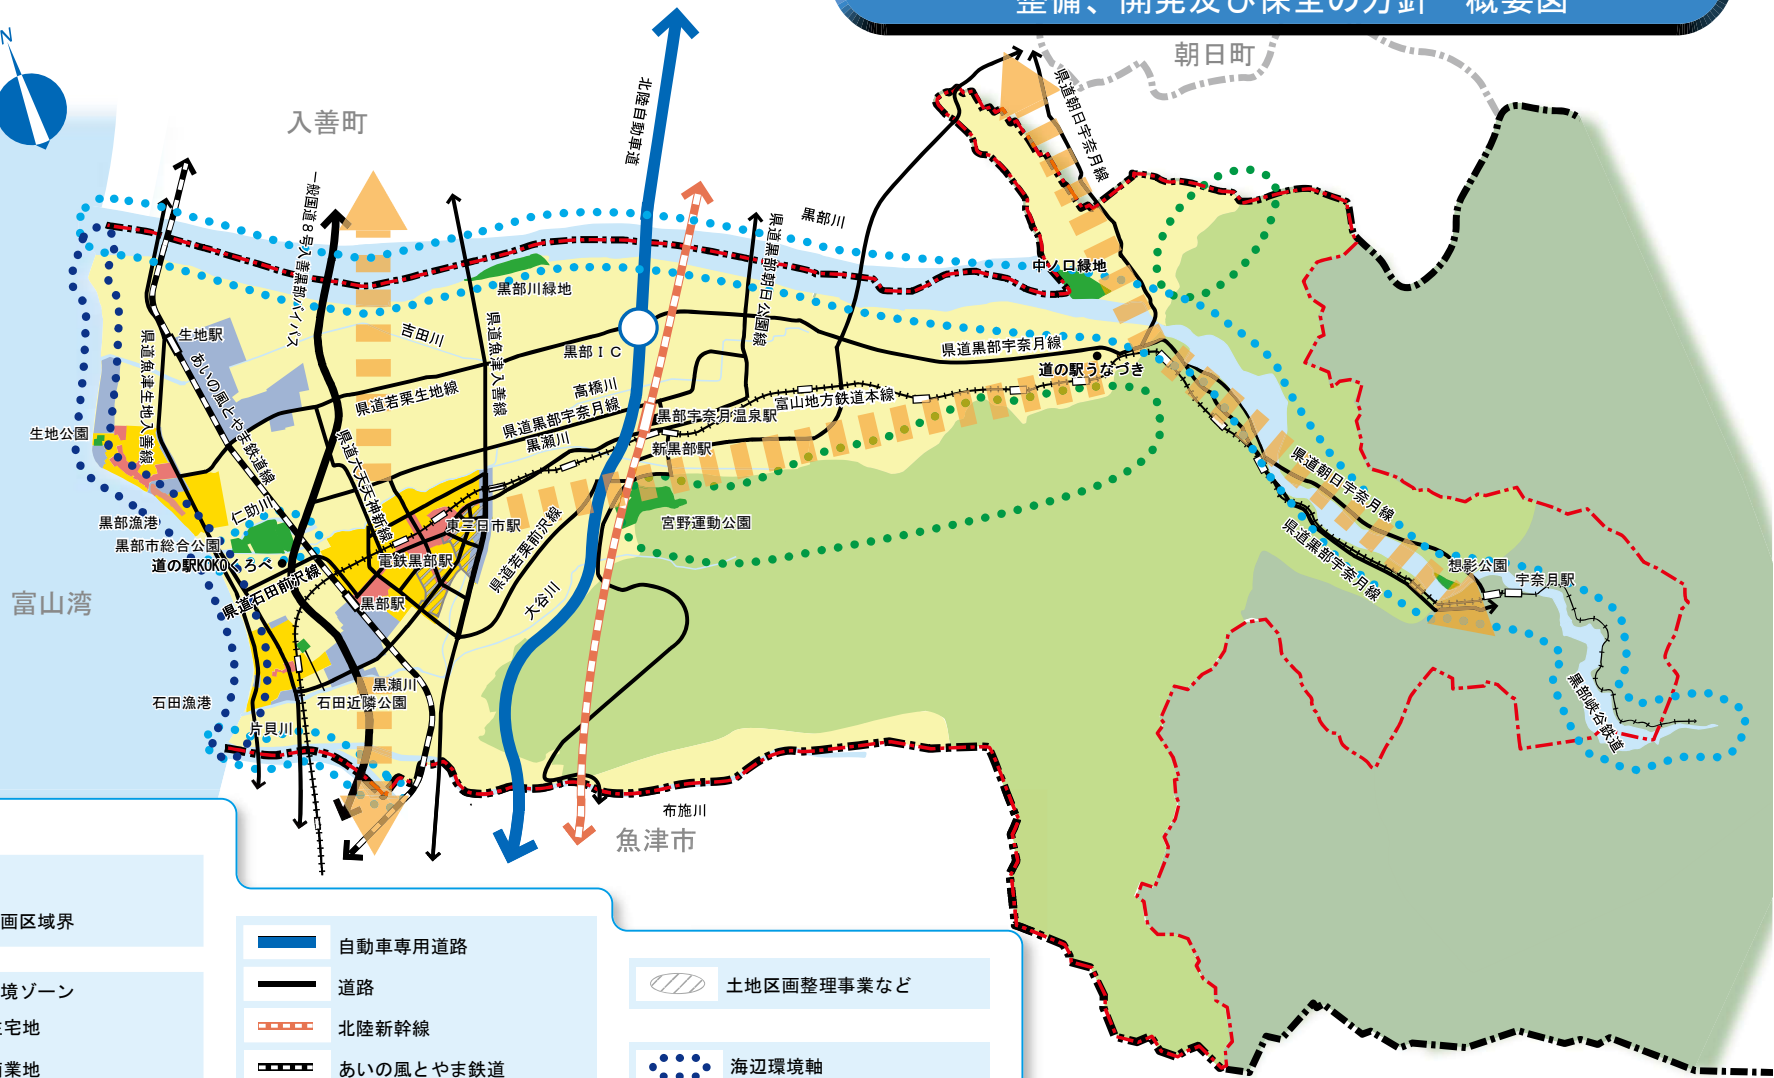 整備、開発及び保全の方針 概要図
朝日町
N
入善町
北陸自動車道
県道朝日宇奈月線
一般国道8号入善黒部バイパス
黒部川
県道黒部朝日公園線
中ノ口緑地
黒部川緑地
生地駅
吉田川
県道魚津入善線
黒部IC
県道黒部宇奈月線
道の駅うなづき
県道魚津生地入善線
あいの風とやま鉄道線
県道若栗生地線
高橋川
県道黒部宇奈月線
黒瀬川
黒部宇奈月温泉駅
富山地方鉄道本線
新黒部駅
生地公園
県道六天天神新線
県道朝日宇奈月線
仁助川
黒部漁港
黒部市総合公園
道の駅KOKOくろべ
東三日市駅
電鉄黒部駅
県道若栗前沢線
宮野運動公園
県道黒部宇奈月線
想影公園
宇奈月駅
県道石田前沢線
黒部駅
大谷川
富山湾
黒瀬川
石田漁港
石田近隣公園
片貝川
黒部峡谷鉄道
布施川
魚津市
画区域界
境ゾーン
主宅地
商業地
自動車専用道路
道路
北陸新幹線
あいの風とやま鉄道
土地区画整理事業など
海辺環境軸